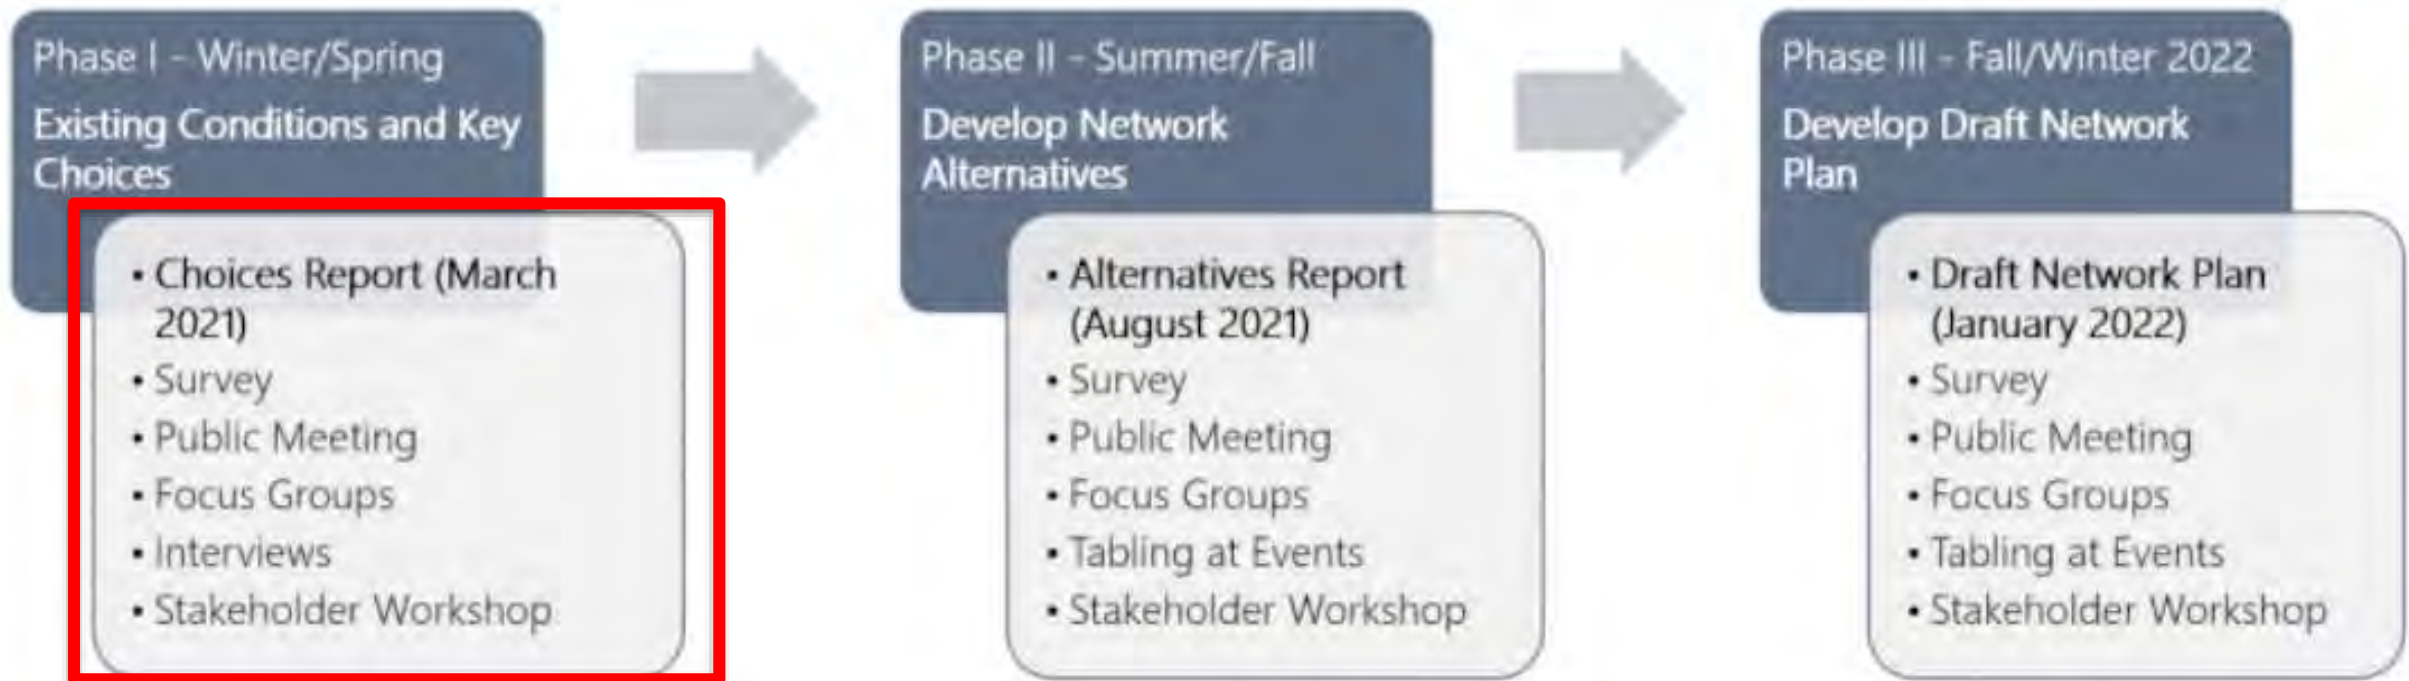 Phase I - Winter/Spring
Existing Conditions and Key
Choices
• Choices Report (March
2021)
• Survey
• Public Meeting
• Focus Groups
• Interviews
• Stakeholder Workshop
Phase II - Summer/Fall
Develop Network
Alternatives
• Alternatives Report
(August 2021)
• Survey
• Public Meeting
• Focus Groups
• Tabling at Events
• Stakeholder Workshop
Phase III - Fall/Winter 2022
Develop Draft Network
Plan
• Draft Network Plan
(January 2022)
• Survey
• Public Meeting
• Focus Groups
• Tabling at Events
• Stakeholder Workshop